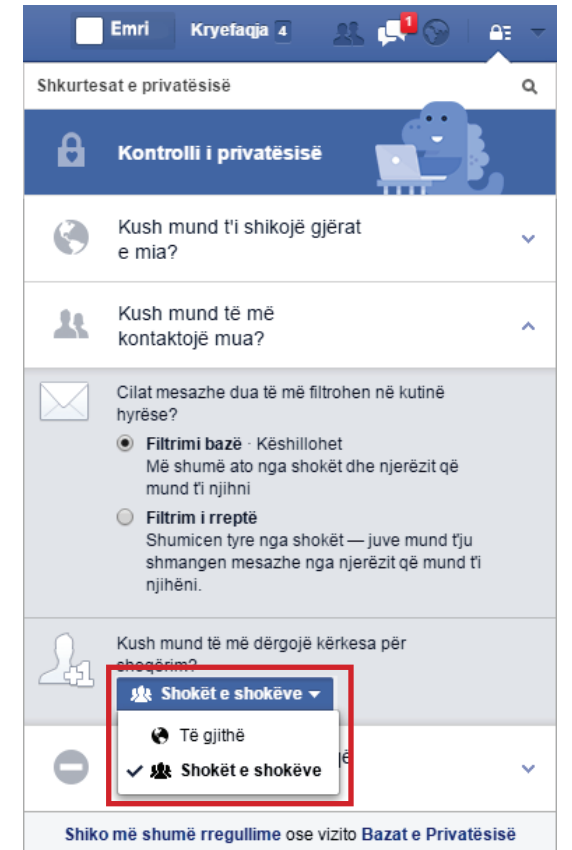 Emri Kryefaqja 4 1
Shkurtesat e privatësisë
Kontrolli i privatësisë
Kush mund t'i shikojë gjërat
e mia?
Kush mund të më
kontaktojë mua?
Cilat mesazhe dua të më filtrohen në kutinë
hyrëse?
Filtrimi bazë · Këshillohet
Më shumë ato nga shokët dhe njerëzit që
mund t'i njihni
Filtrim i rreptë
Shumicen tyre nga shokët — juve mund t'ju
shmangen mesazhe nga njerëzit që mund t'i
njihëni.
Kush mund të më dërgojë kërkesa për
shoqërim?
+1
Shokët e shokëve
Të gjithë
Shokët e shokëve
Shiko më shumë rregullime ose vizito Bazat e Privatësisë